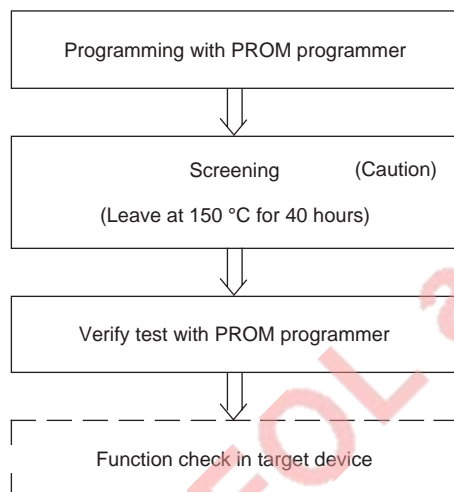 Programming with PROM programmer
Screening (Caution)
(Leave at 150 °C for 40 hours)
Verify test with PROM programmer
Function check in target device
EOL a